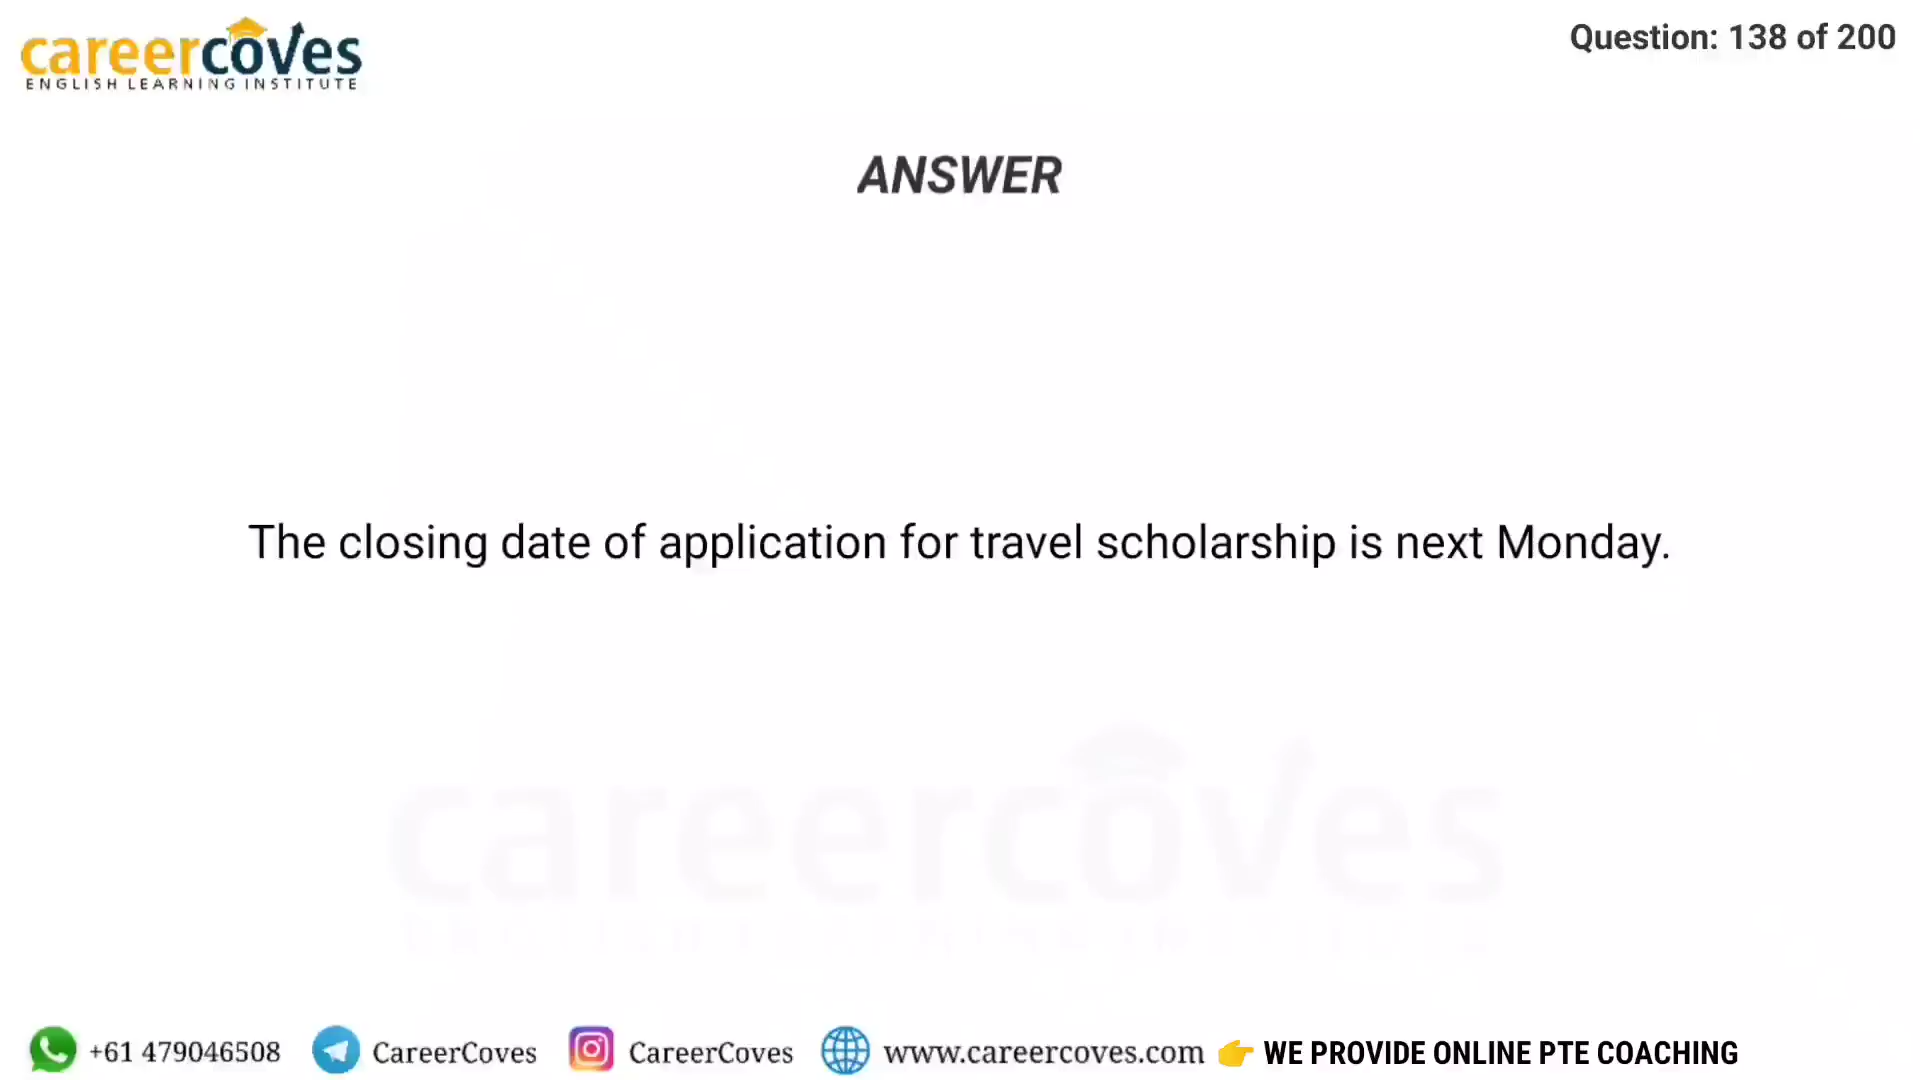 careercoves
ENGLISH LEARNING INSTITUTE
Question: 138 of 200
ANSWER
The closing date of application for travel scholarship is next Monday.
careercoves
+61 479046508 CareerCoves CareerCoves www.careercoves.com 👉 WE PROVIDE ONLINE PTE COACHING